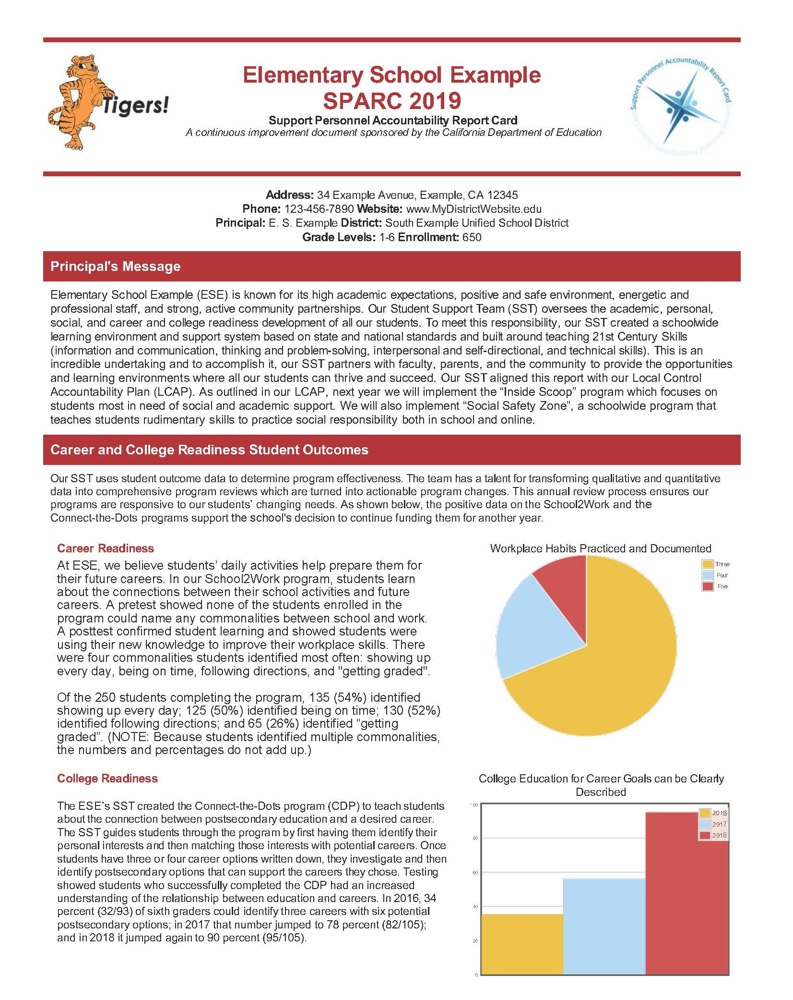 Tigers!
Elementary School Example
SPARC 2019
Support Personnel Accountability Report Card
A continuous improvement document sponsored by the California Department of Education
Support Personnel Accountability Report Card
Address: 34 Example Avenue, Example, CA 12345
Phone: 123-456-7890 Website: www.MyDistrictWebsite.edu
Principal: E. S. Example District: South Example Unified School District
Grade Levels: 1-6 Enrollment: 650
Principal's Message
Elementary School Example (ESE) is known for its high academic expectations, positive and safe environment, energetic and
professional staff, and strong, active community partnerships. Our Student Support Team (SST) oversees the academic, personal,
social, and career and college readiness development of all our students. To meet this responsibility, our SST created a schoolwide
learning environment and support system based on state and national standards and built around teaching 21st Century Skills
(information and communication, thinking and problem-solving, interpersonal and self-directional, and technical skills). This is an
incredible undertaking and to accomplish it, our SST partners with faculty, parents, and the community to provide the opportunities
and learning environments where all our students can thrive and succeed. Our SST aligned this report with our Local Control
Accountability Plan (LCAP). As outlined in our LCAP, next year we will implement the “Inside Scoop” program which focuses on
students most in need of social and academic support. We will also implement “Social Safety Zone”, a schoolwide program that
teaches students rudimentary skills to practice social responsibility both in school and online.
Career and College Readiness Student Outcomes
Our SST uses student outcome data to determine program effectiveness. The team has a talent for transforming qualitative and quantitative
data into comprehensive program reviews which are turned into actionable program changes. This annual review process ensures our
programs are responsive to our students’ changing needs. As shown below, the positive data on the School2Work and the
Connect-the-Dots programs support the school's decision to continue funding them for another year.
Career Readiness
At ESE, we believe students’ daily activities help prepare them for
their future careers. In our School2Work program, students learn
about the connections between their school activities and future
careers. A pretest showed none of the students enrolled in the
program could name any commonalities between school and work.
A posttest confirmed student learning and showed students were
using their new knowledge to improve their workplace skills. There
were four commonalities students identified most often: showing up
every day, being on time, following directions, and "getting graded".
Of the 250 students completing the program, 135 (54%) identified
showing up every day; 125 (50%) identified being on time; 130 (52%)
identified following directions; and 65 (26%) identified “getting
graded”. (NOTE: Because students identified multiple commonalities,
the numbers and percentages do not add up.)
Workplace Habits Practiced and Documented
Three
Four
Five
College Readiness
The ESE’s SST created the Connect-the-Dots program (CDP) to teach students
about the connection between postsecondary education and a desired career.
The SST guides students through the program by first having them identify their
personal interests and then matching those interests with potential careers. Once
students have three or four career options written down, they investigate and then
identify postsecondary options that can support the careers they chose. Testing
showed students who successfully completed the CDP had an increased
understanding of the relationship between education and careers. In 2016, 34
percent (32/93) of sixth graders could identify three careers with six potential
postsecondary options; in 2017 that number jumped to 78 percent (82/105);
and in 2018 it jumped again to 90 percent (95/105).
College Education for Career Goals can be Clearly
Described
100
80
60
40
20
0
2016
2017
2018